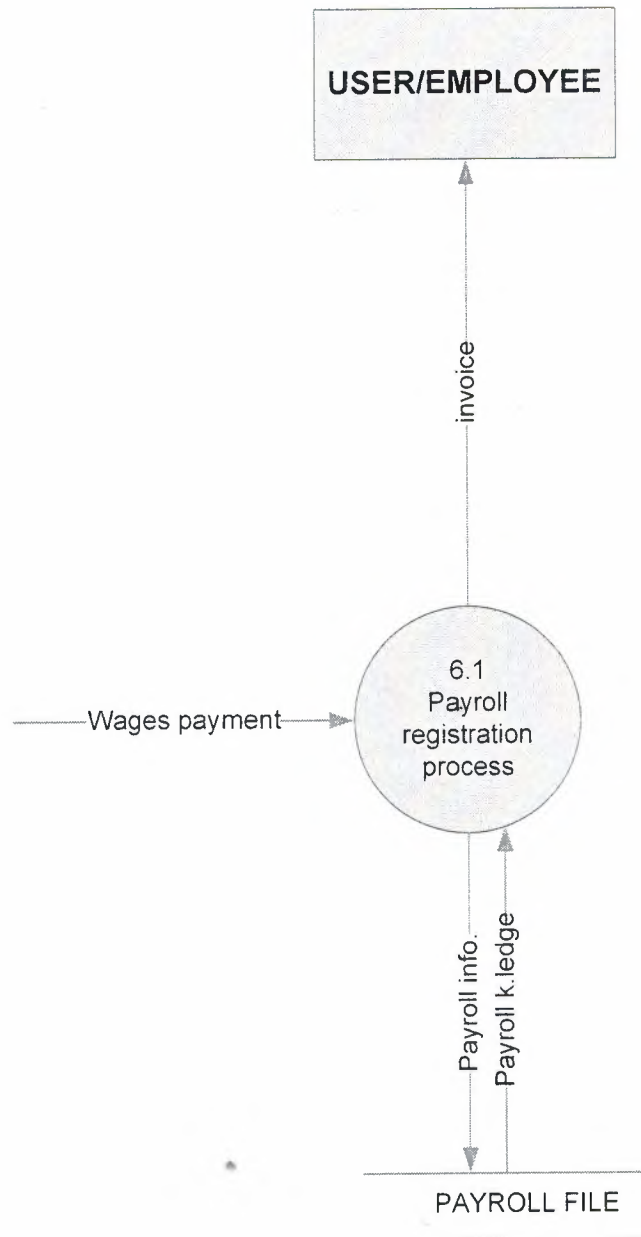 USER/EMPLOYEE
invoice
6.1
Payroll
registration
process
Wages payment
Payroll info.
Payroll k.ledge
PAYROLL FILE